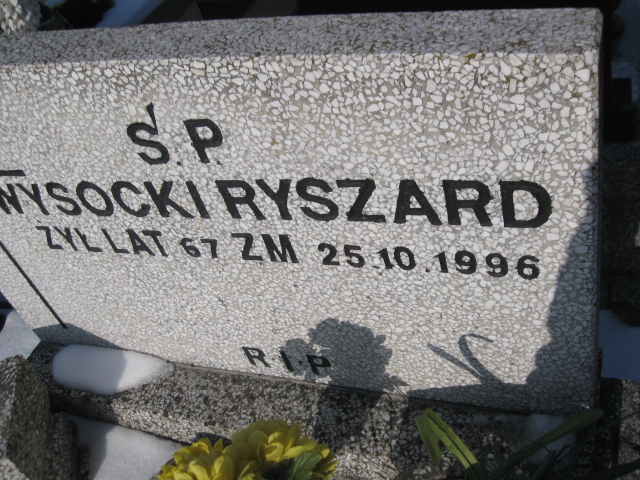 Ś.P.
WYSOCKI RYSZARD
ŻYŁ LAT 67 ZM 25.10.1996
R.I.P